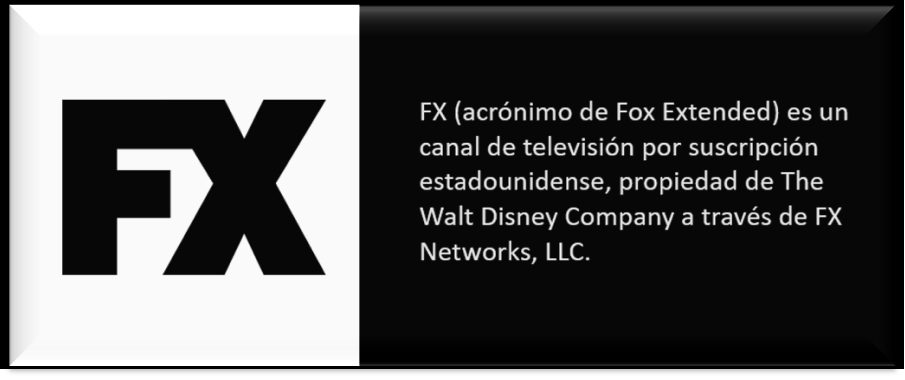 FX
FX (acrónimo de Fox Extended) es un
canal de televisión por suscripción
estadounidense, propiedad de The
Walt Disney Company a través de FX
Networks, LLC.